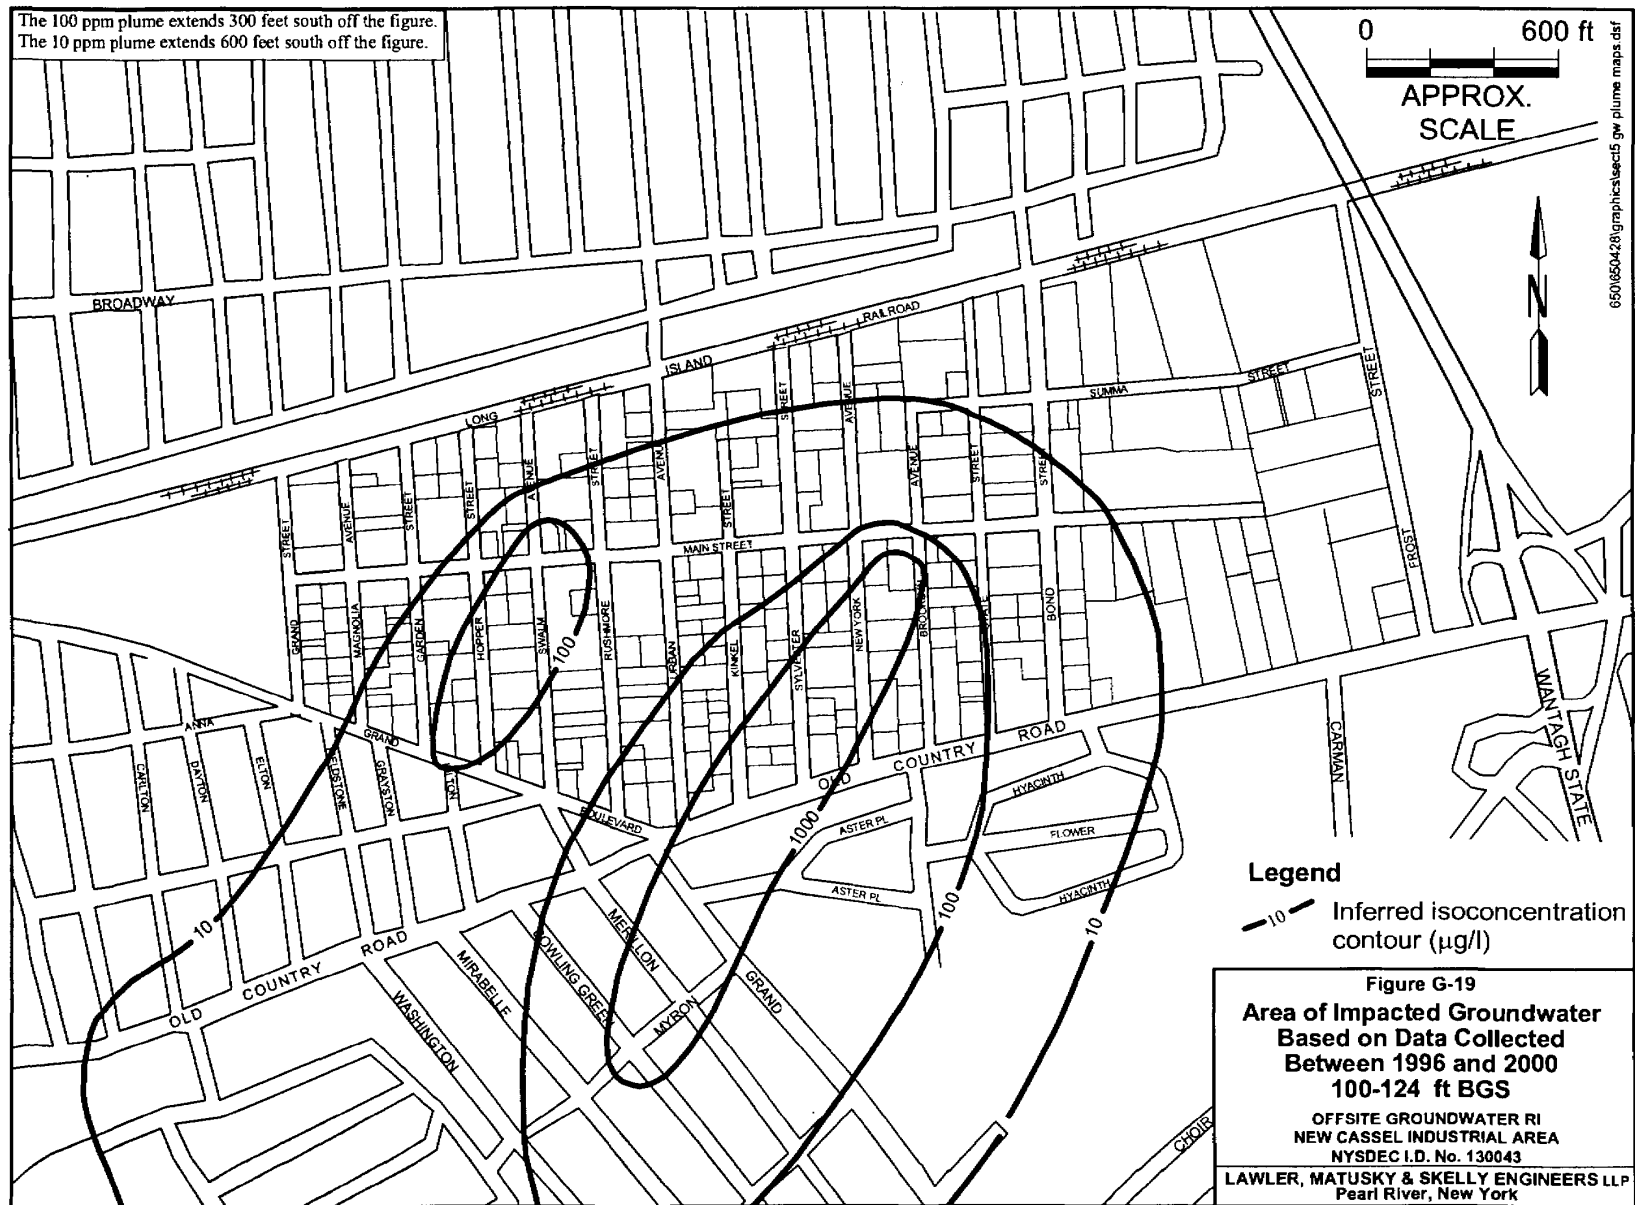 The 100 ppm plume extends 300 feet south off the figure.
The 10 ppm plume extends 600 feet south off the figure.
0 600 ft
APPROX.
SCALE
650\650428\graphics\sect5 gw plume maps.dsf
N
BROADWAY
LONG
ISLAND
RAILROAD
SUMMA
STREET
STREET
FROST
STREET
AVENUE
STREET
STREET
AVENUE
STREET
AVENUE
STREET
STREET
AVENUE
AVENUE
STREET
STREET
MAIN STREET
GRAND
MAGNOLIA
GARDEN
HOPPER
SWALM
RUSHMORE
URBAN
KINKEL
SYLVESTER
NEW YORK
BOND
100
ANNA
GRAND
BOULEVARD
CARLTON
DAYTON
ELTON
GRAYSTON
OLD
COUNTRY
ROAD
HYACINTH
FLOWER
HYACINTH
ASTER PL
ASTER PL
1000
100
10
10
CARMAN
WANTAGH STATE
OLD
COUNTRY
ROAD
WASHINGTON
MIRABELLE
BOWLING GREEN
MERILLON
MYRON
GRAND
CHOIR
Legend
10 Inferred isoconcentration
contour (µg/l)
Figure G-19
Area of Impacted Groundwater
Based on Data Collected
Between 1996 and 2000
100-124 ft BGS
OFFSITE GROUNDWATER RI
NEW CASSEL INDUSTRIAL AREA
NYSDEC I.D. No. 130043
LAWLER, MATUSKY & SKELLY ENGINEERS LLP
Pearl River, New York